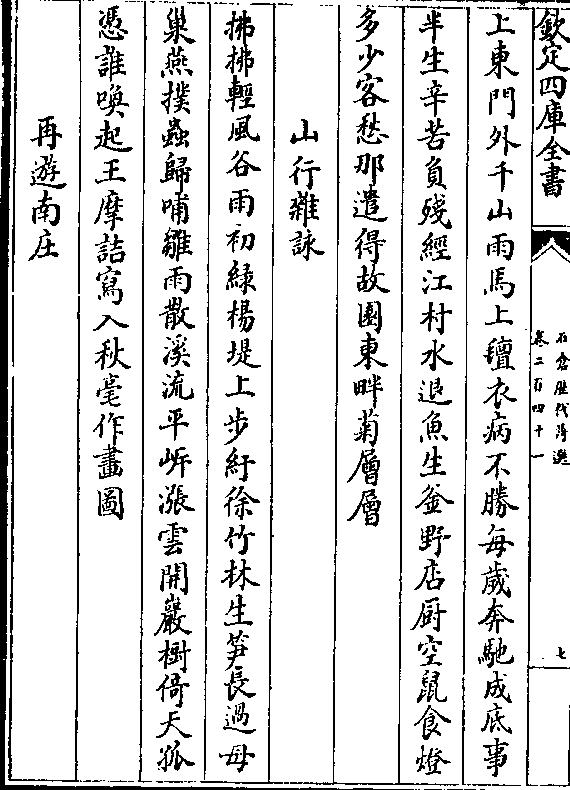 欽定四庫全書
石倉歷代詩選
卷二百四十一
七
上東門外千山雨馬上氊衣病不勝每歲奔馳成底事
半生辛苦負殘經江村水退魚生釜野店厨空鼠食燈
多少客愁那遣得故園東畔菊層層
山行雜詠
拂拂輕風谷雨初綠楊堤上步紆徐竹林生笋長過母
巢燕撲蟲歸哺雛雨散溪流平岸漲雲開巖樹倚天孤
憑誰喚起王摩詰寫入秋毫作畫圖
再遊南庄